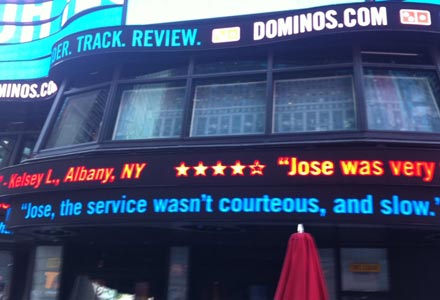 DER. TRACK. REVIEW. DOMINOS.COM
MINOS.CO
- Kelsey L., Albany, NY ★★★★☆ “Jose was very
“Jose, the service wasn't courteous, and slow.”